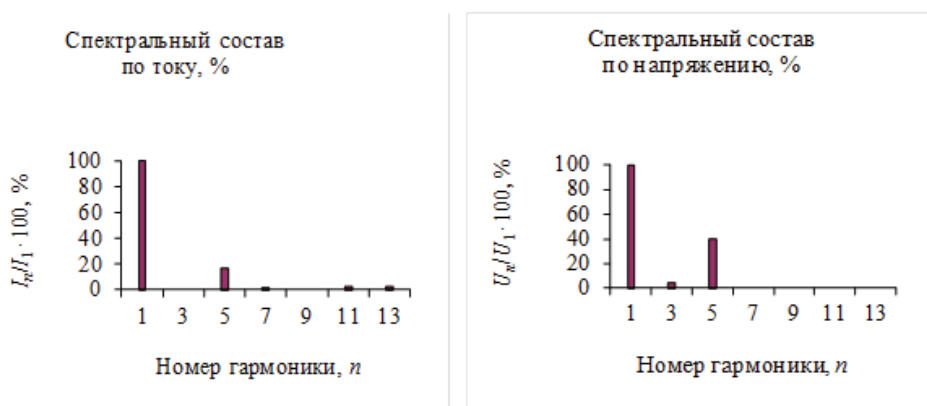 Спектральный состав
по току, %
I_n/I_1 · 100, %
100
80
60
40
20
0
1 3 5 7 9 11 13
Номер гармоники, n
Спектральный состав
по напряжению, %
U_n/U_1 · 100, %
100
80
60
40
20
0
1 3 5 7 9 11 13
Номер гармоники, n